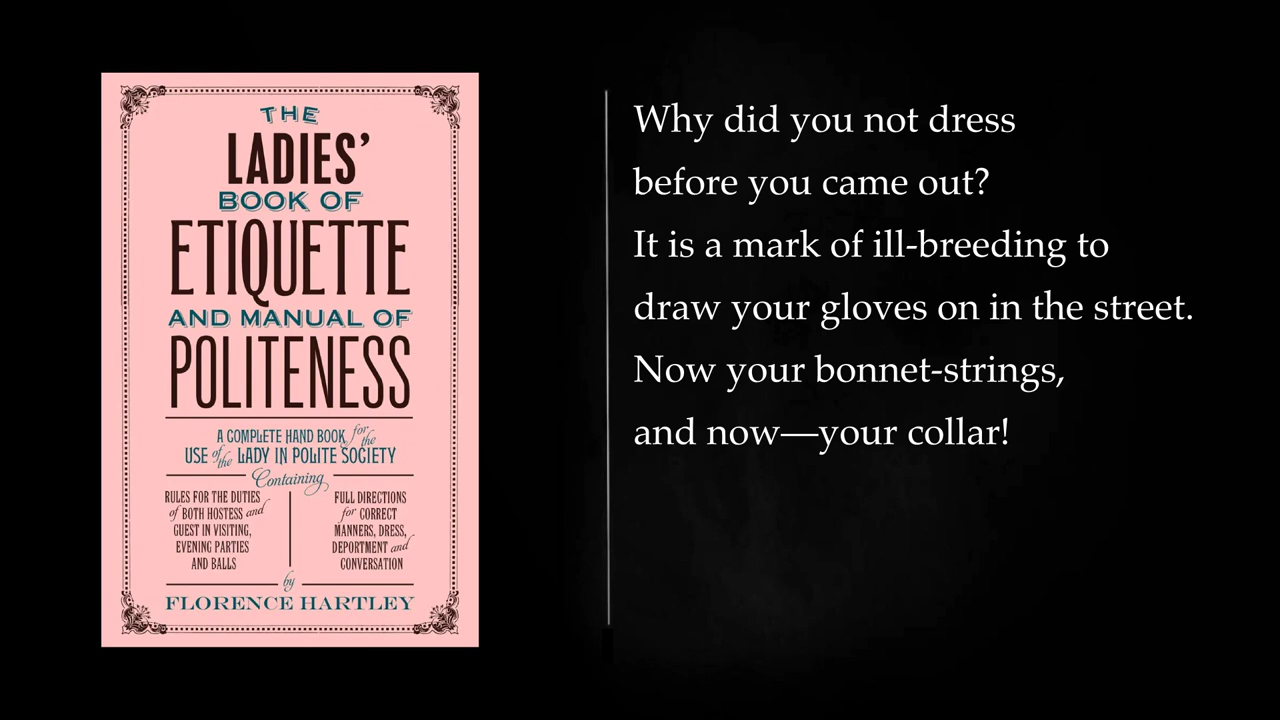 THE
LADIES’
BOOK OF
ETIQUETTE
AND MANUAL OF
POLITENESS
A COMPLETE HAND BOOK for the
USE of the LADY IN POLITE SOCIETY
Containing
RULES FOR THE DUTIES
of BOTH HOSTESS and
GUEST IN VISITING,
EVENING PARTIES
AND BALLS
FULL DIRECTIONS
for CORRECT
MANNERS, DRESS,
DEPORTMENT and
CONVERSATION
by
FLORENCE HARTLEY
Why did you not dress
before you came out?
It is a mark of ill-breeding to
draw your gloves on in the street.
Now your bonnet-strings,
and now—your collar!